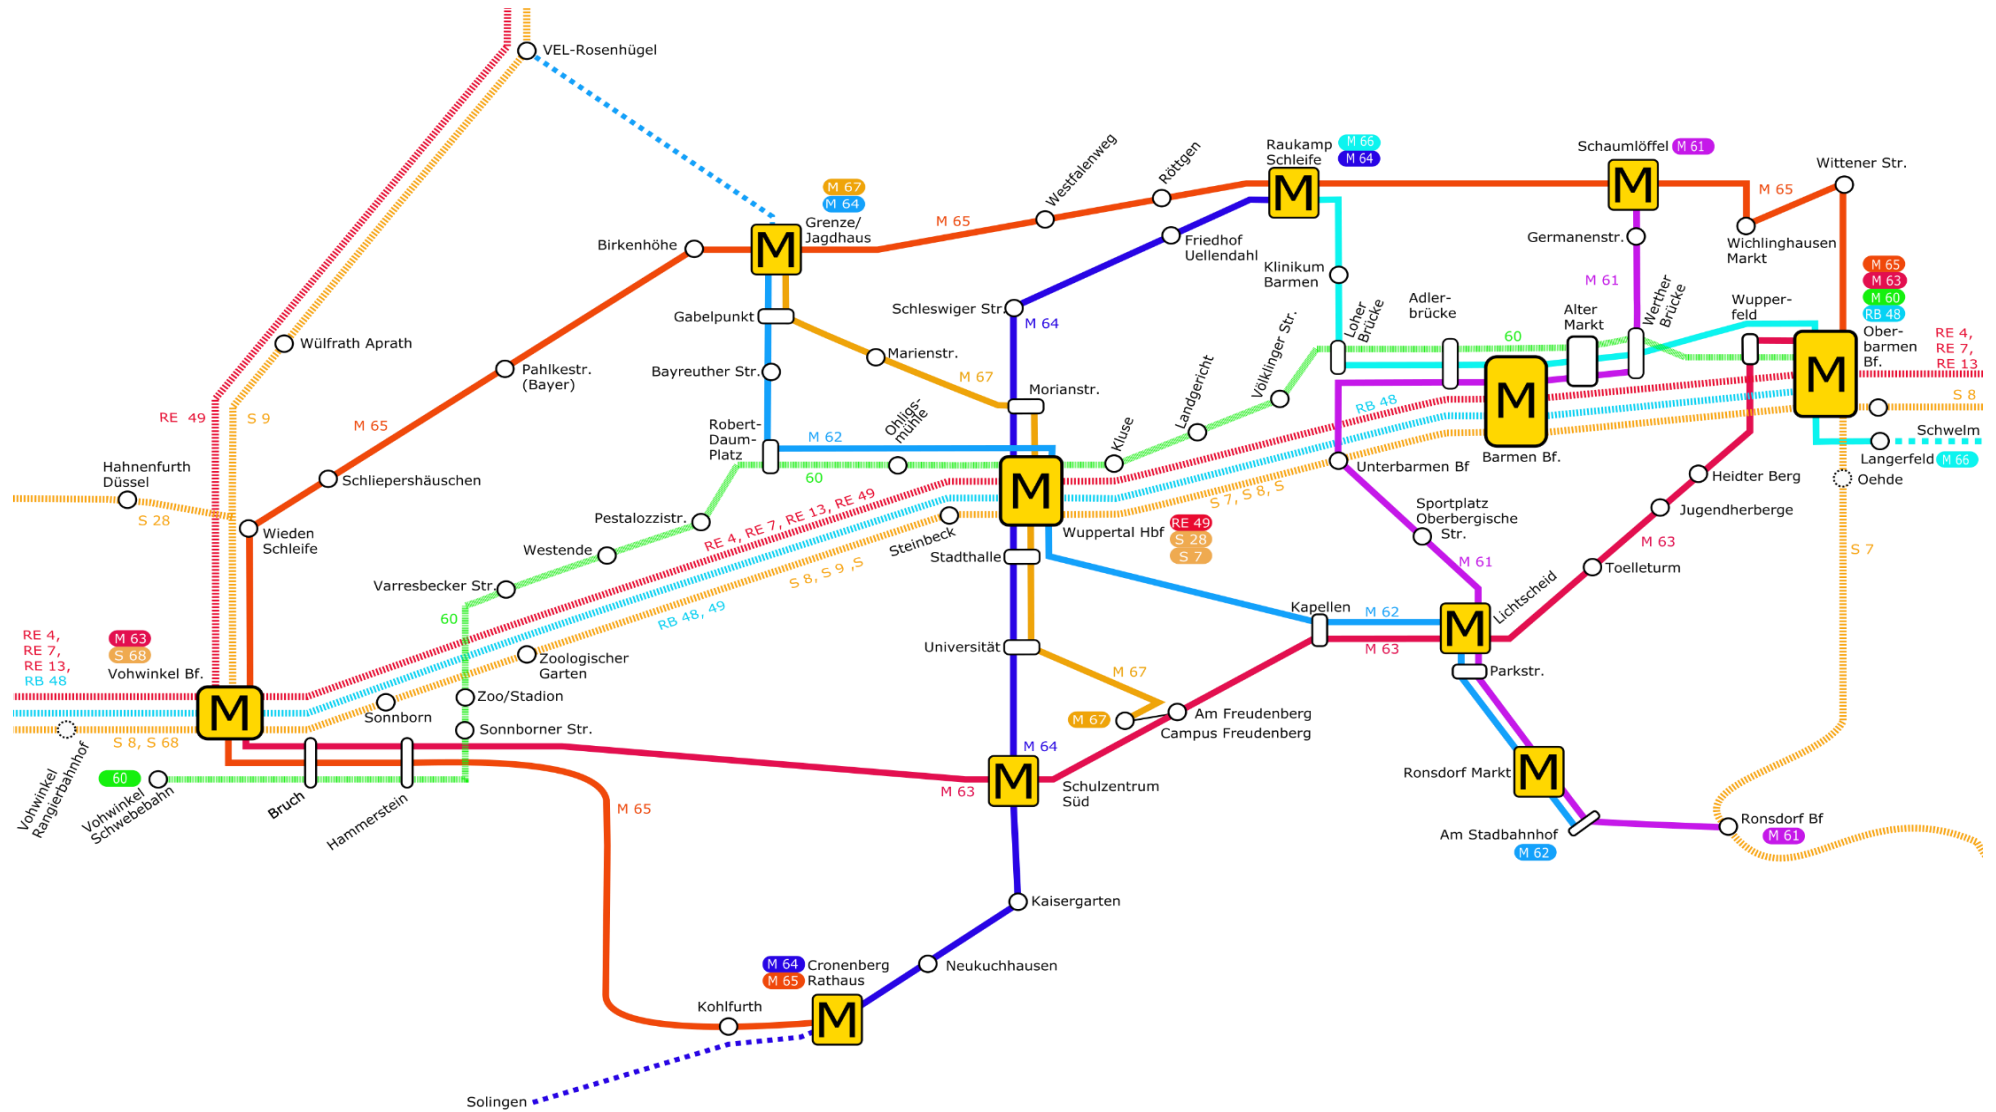 VEL-Rosenhügel
M 67
M 64
Grenze/
Jagdhaus
M
Birkenhöhe
M 65
Westfalenweg
Röttgen
Raukamp
Schleife
M 66
M 64
M
Schaumlöffel
M 61
M
Wittener Str.
M 65
Wichlinghausen
Markt
Friedhof
Uellendahl
Germanenstr.
M 61
Klinikum
Barmen
Schleswiger Str.
M 64
Gabelpunkt
Marienstr.
M 67
Bayreuther Str.
Morianstr.
Wülfrath Aprath
Pahlkestr.
(Bayer)
RE 49
S 9
M 65
Robert-
Daum-
Platz
M 62
Ohligs-
mühle
60
Kluse
Landgericht
Völklinger Str.
Loher
Brücke
Adler-
brücke
60
Alter
Markt
Werther
Brücke
Wupper-
feld
M 65
M 63
M 60
RB 48
Ober-
barmen
Bf.
M
RE 4,
RE 7,
RE 13
S 8
Schwelm
Langerfeld
M 66
Oehde
S 7
RB 48
M
Barmen Bf.
Unterbarmen Bf
S 7, S 8, S
Heidter Berg
Jugendherberge
M 63
Toelleturm
Sportplatz
Oberbergische
Str.
M 61
Lichtscheid
Hahnenfurth
Düssel
S 28
Schliepershäuschen
Wieden
Schleife
Pestalozzistr.
Westende
Varresbecker Str.
60
RE 4, RE 7, RE 13, RE 49
S 8, S 9 ,S
RB 48, 49
Steinbeck
M
Wuppertal Hbf
RE 49
S 28
S 7
Stadthalle
Universität
Kapellen
M 62
M 63
M
Parkstr.
M 67
M 67
Am Freudenberg
Campus Freudenberg
RE 4,
RE 7,
RE 13,
RB 48
M 63
S 68
Vohwinkel Bf.
M
S 8, S 68
Vohwinkel
Rangierbahnhof
60
Vohwinkel
Schwebebahn
Bruch
Hammerstein
Sonnborn
Zoologischer
Garten
Zoo/Stadion
Sonnborner Str.
M 65
M 63
M 64
M
Schulzentrum
Süd
Ronsdorf Markt
M
Am Stadbahnhof
M 62
Ronsdorf Bf
M 61
Kaisergarten
Neukuchhausen
M 64
M 65
Cronenberg
Rathaus
M
Kohlfurth
Solingen